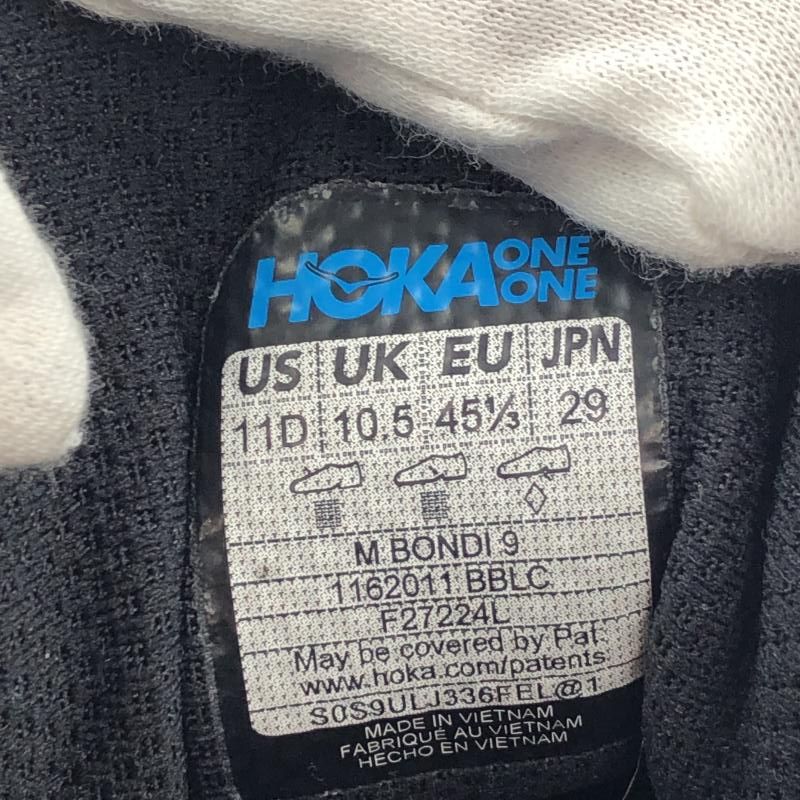 HOKA ONE ONE
US UK EU JPN
11D 10.5 45⅓ 29
M BONDI 9
1162011 BBLC
F27224L
May be covered by Pat.
www.hoka.com/patents
S0S9ULJ336FEL@1
MADE IN VIETNAM
FABRIQUÉ AU VIETNAM
HECHO EN VIETNAM